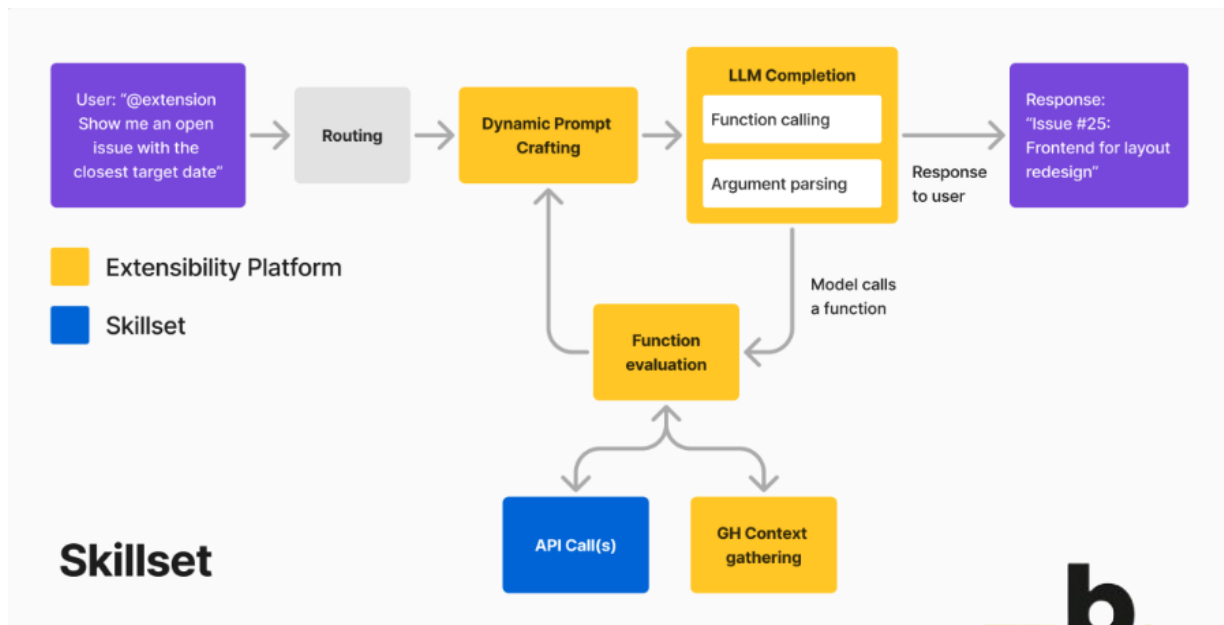 User: “@extension
Show me an open
issue with the
closest target date”
Routing
Dynamic Prompt
Crafting
LLM Completion
Function calling
Argument parsing
Response
to user
Response:
“Issue #25:
Frontend for layout
redesign”
Extensibility Platform
Skillset
Model calls
a function
Function
evaluation
API Call(s)
GH Context
gathering
Skillset
b